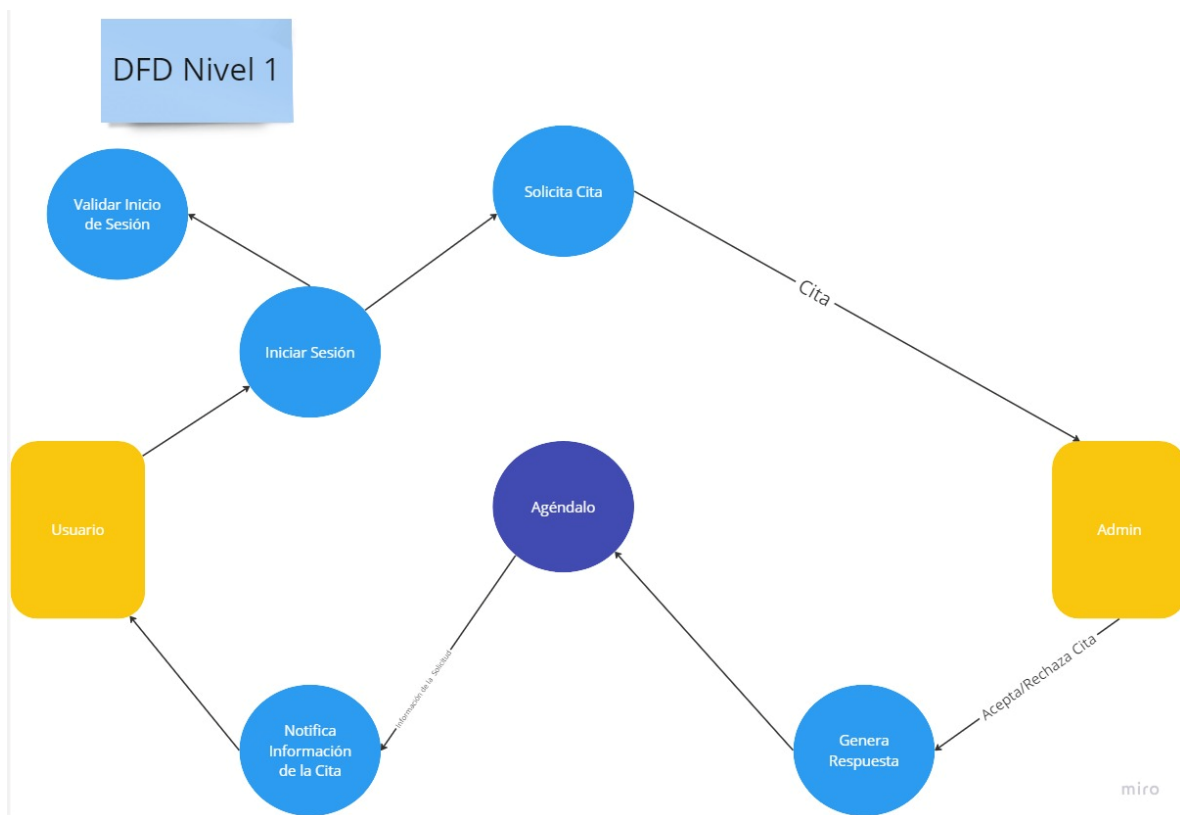 DFD Nivel 1
Validar Inicio
de Sesión
Solicita Cita
Cita
Iniciar Sesión
Usuario
Agéndalo
Admin
Información de la Solicitud
Acepta/Rechaza Cita
Notifica
Información
de la Cita
Genera
Respuesta
miro